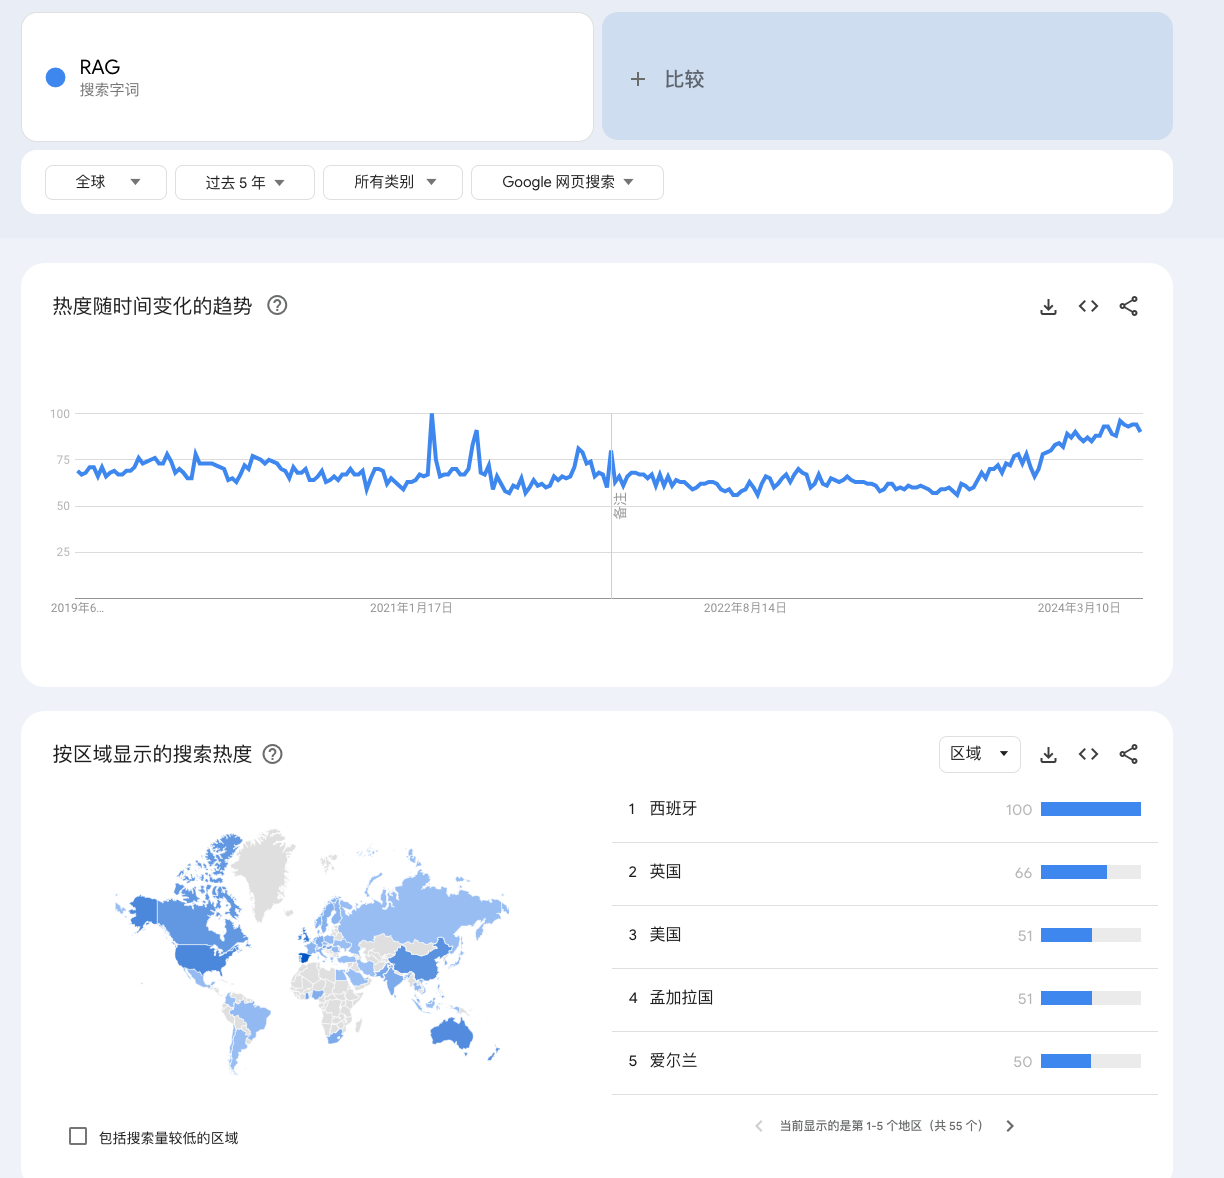 RAG
搜索字词
+ 比较
全球
过去 5 年
所有类别
Google 网页搜索
热度随时间变化的趋势
100
75
50
25
备注
2019年6…
2021年1月17日
2022年8月14日
2024年3月10日
按区域显示的搜索热度
区域
1 西班牙 100
2 英国 66
3 美国 51
4 孟加拉国 51
5 爱尔兰 50
包括搜索量较低的区域
当前显示的是第 1-5 个地区（共 55 个）